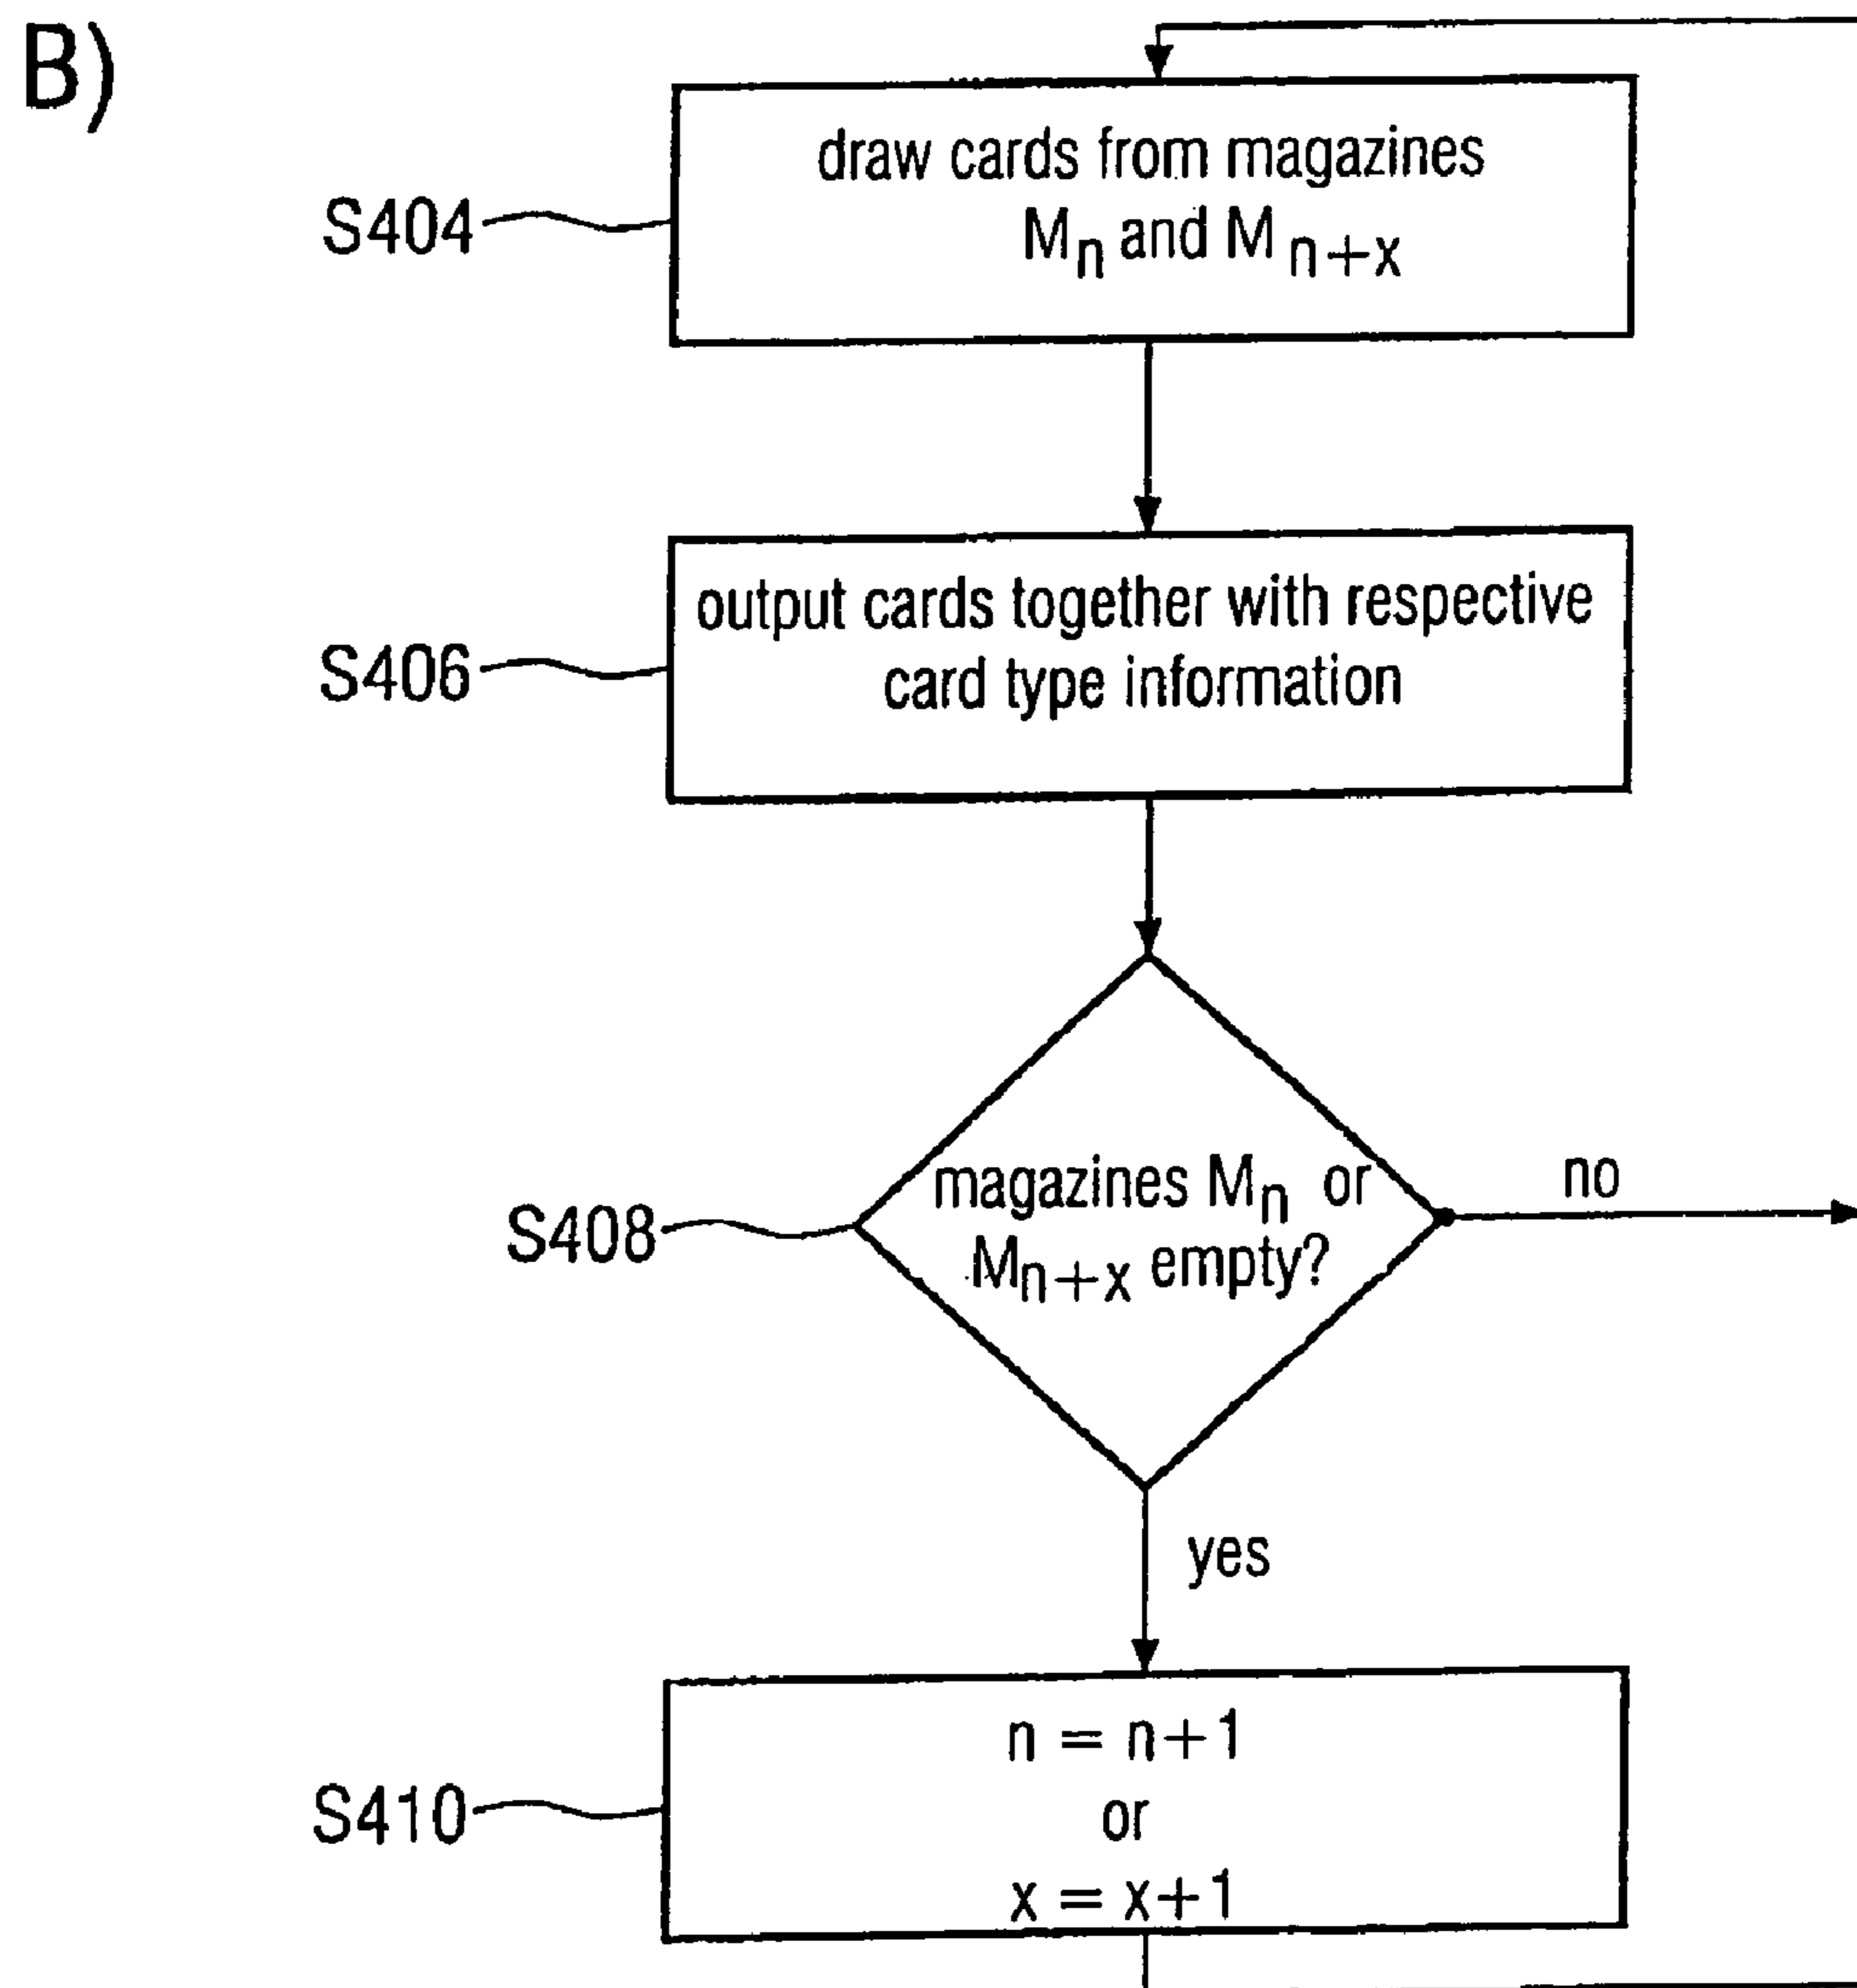 B)
draw cards from magazines
Mn and Mn+x
S404
output cards together with respective
card type information
S406
magazines Mn or
Mn+x empty?
no
S408
yes
n = n+1
or
x = x+1
S410